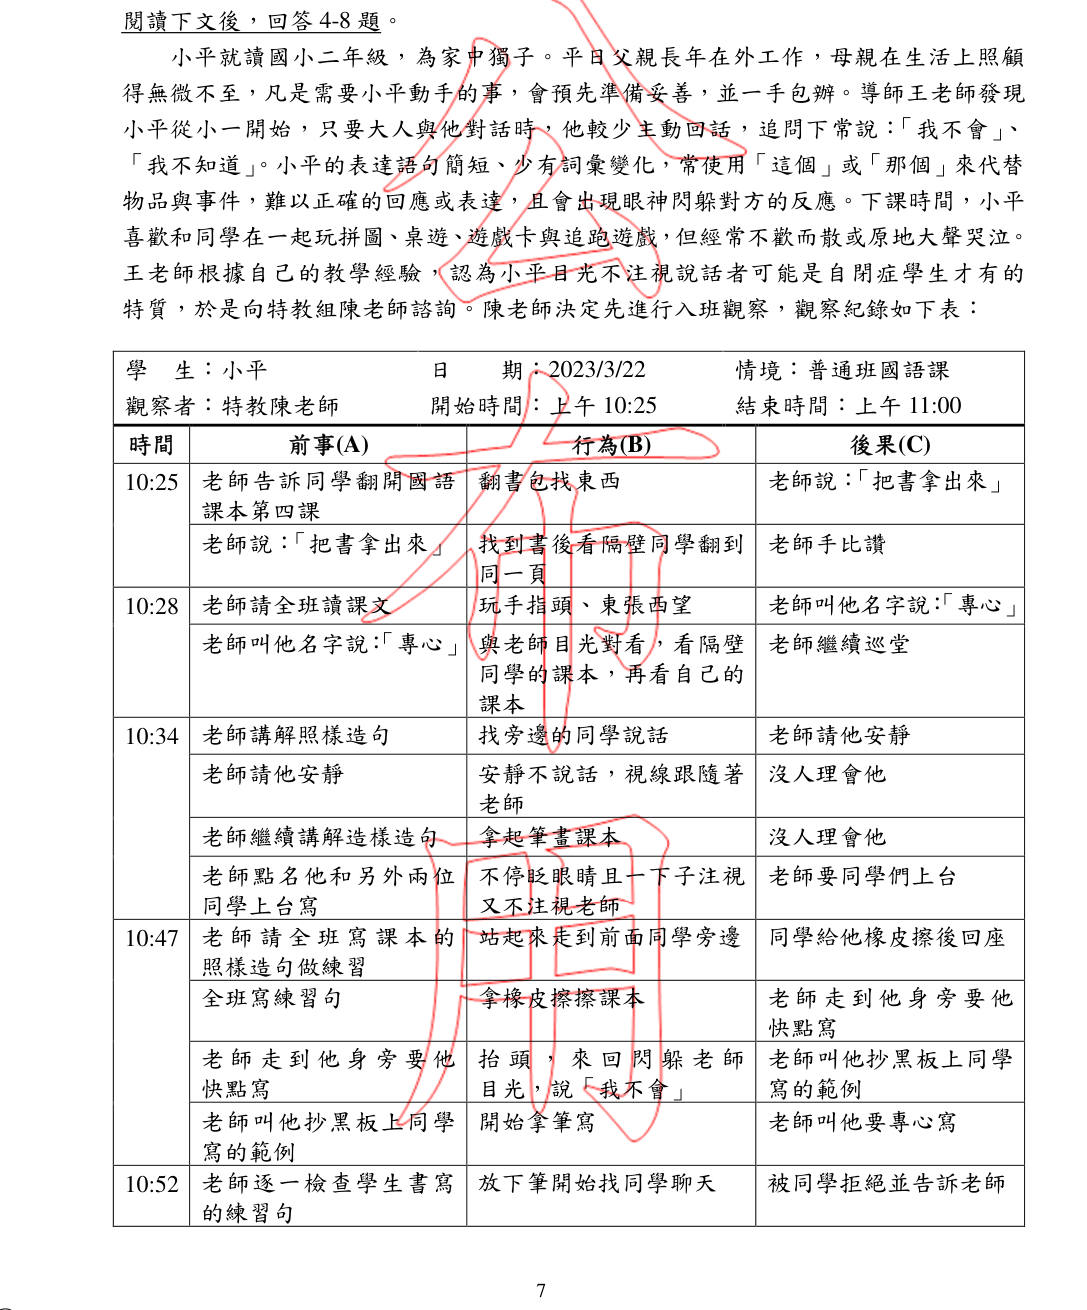 閱讀下文後，回答 4-8 題。
小平就讀國小二年級，為家中獨子。平日父親長年在外工作，母親在生活上照顧
得無微不至，凡是需要小平動手的事，會預先準備妥善，並一手包辦。導師王老師發現
小平從小一開始，只要大人與他對話時，他較少主動回話，追問下常說：「我不會」、
「我不知道」。小平的表達語句簡短、少有詞彙變化，常使用「這個」或「那個」來代替
物品與事件，難以正確的回應或表達，且會出現眼神閃躲對方的反應。下課時間，小平
喜歡和同學在一起玩拼圖、桌遊、遊戲卡與追跑遊戲，但經常不歡而散或原地大聲哭泣。
王老師根據自己的教學經驗，認為小平目光不注視說話者可能是自閉症學生才有的
特質，於是向特教組陳老師諮詢。陳老師決定先進行入班觀察，觀察紀錄如下表：
學 生：小平 日 期：2023/3/22 情境：普通班國語課
觀察者：特教陳老師 開始時間：上午 10:25 結束時間：上午 11:00
時間 前事(A) 行為(B) 後果(C)
10:25 老師告訴同學翻開國語 翻書包找東西 老師說：「把書拿出來」
課本第四課
老師說：「把書拿出來」 找到書後看隔壁同學翻到 老師手比讚
同一頁
10:28 老師請全班讀課文 玩手指頭、東張西望 老師叫他名字說：「專心」
老師叫他名字說：「專心」 與老師目光對看，看隔壁 老師繼續巡堂
同學的課本，再看自己的
課本
10:34 老師講解照樣造句 找旁邊的同學說話 老師請他安靜
老師請他安靜 安靜不說話，視線跟隨著 沒人理會他
老師
老師繼續講解造樣造句 拿起筆畫課本 沒人理會他
老師點名他和另外兩位 不停眨眼睛且一下子注視 老師要同學們上台
同學上台寫 又不注視老師
10:47 老師請全班寫課本的 站起來走到前面同學旁邊 同學給他橡皮擦後回座
照樣造句做練習
全班寫練習句 拿橡皮擦擦課本 老師走到他身旁要他
快點寫
老師走到他身旁要他 抬頭，來回閃躲老師 老師叫他抄黑板上同學
快點寫 目光，說「我不會」 寫的範例
老師叫他抄黑板上同學 開始拿筆寫 老師叫他要專心寫
寫的範例
10:52 老師逐一檢查學生書寫 放下筆開始找同學聊天 被同學拒絕並告訴老師
的練習句
公
布
用
7